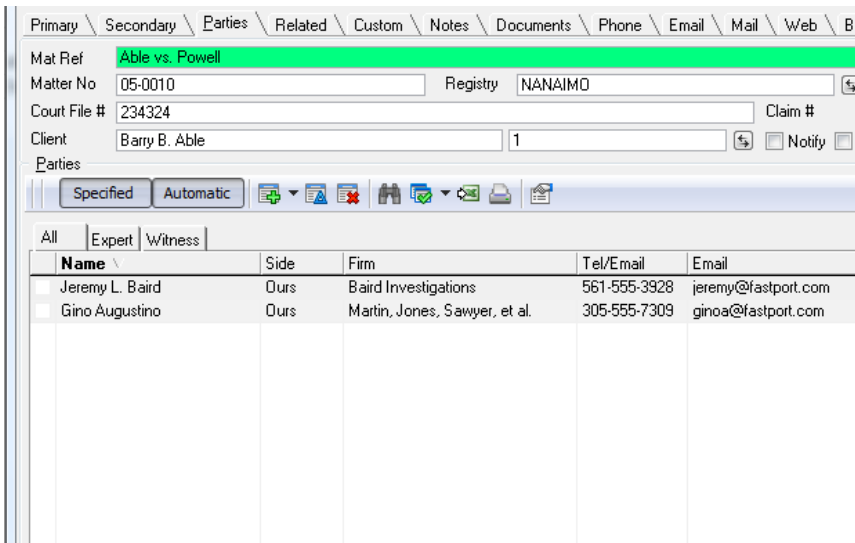 Primary Secondary Parties Related Custom Notes Documents Phone Email Mail Web B
Mat Ref Able vs. Powell
Matter No 05-0010 Registry NANAIMO
Court File # 234324 Claim #
Client Barry B. Able 1 Notify
Parties
Specified Automatic
All Expert Witness
Name Side Firm Tel/Email Email
Jeremy L. Baird Ours Baird Investigations 561-555-3928 jeremy@fastport.com
Gino Augustino Ours Martin, Jones, Sawyer, et al. 305-555-7309 ginoa@fastport.com